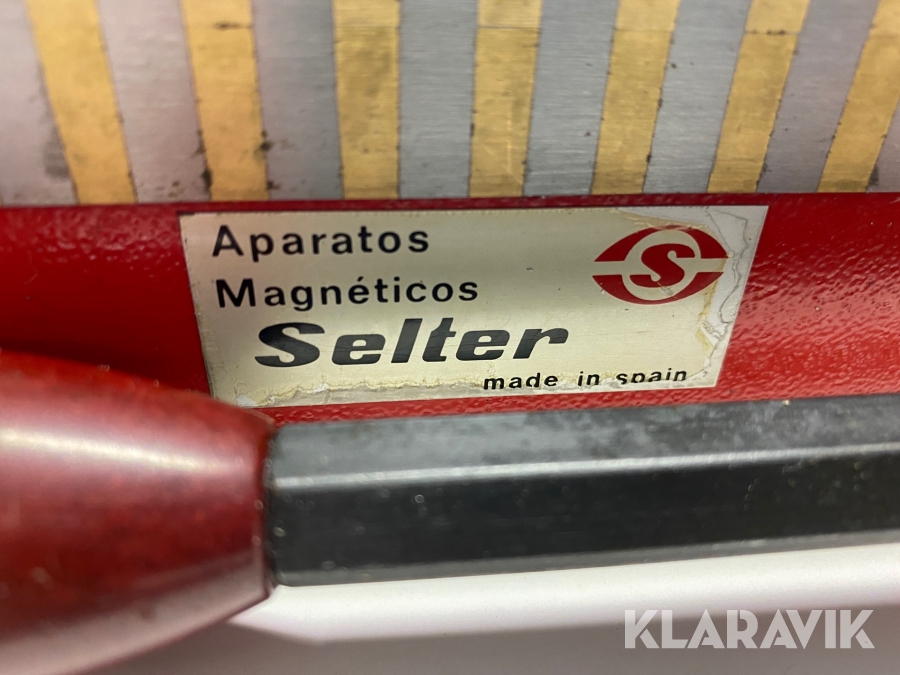 Aparatos
Magnéticos
S
Selter
made in spain
KLARAVIK